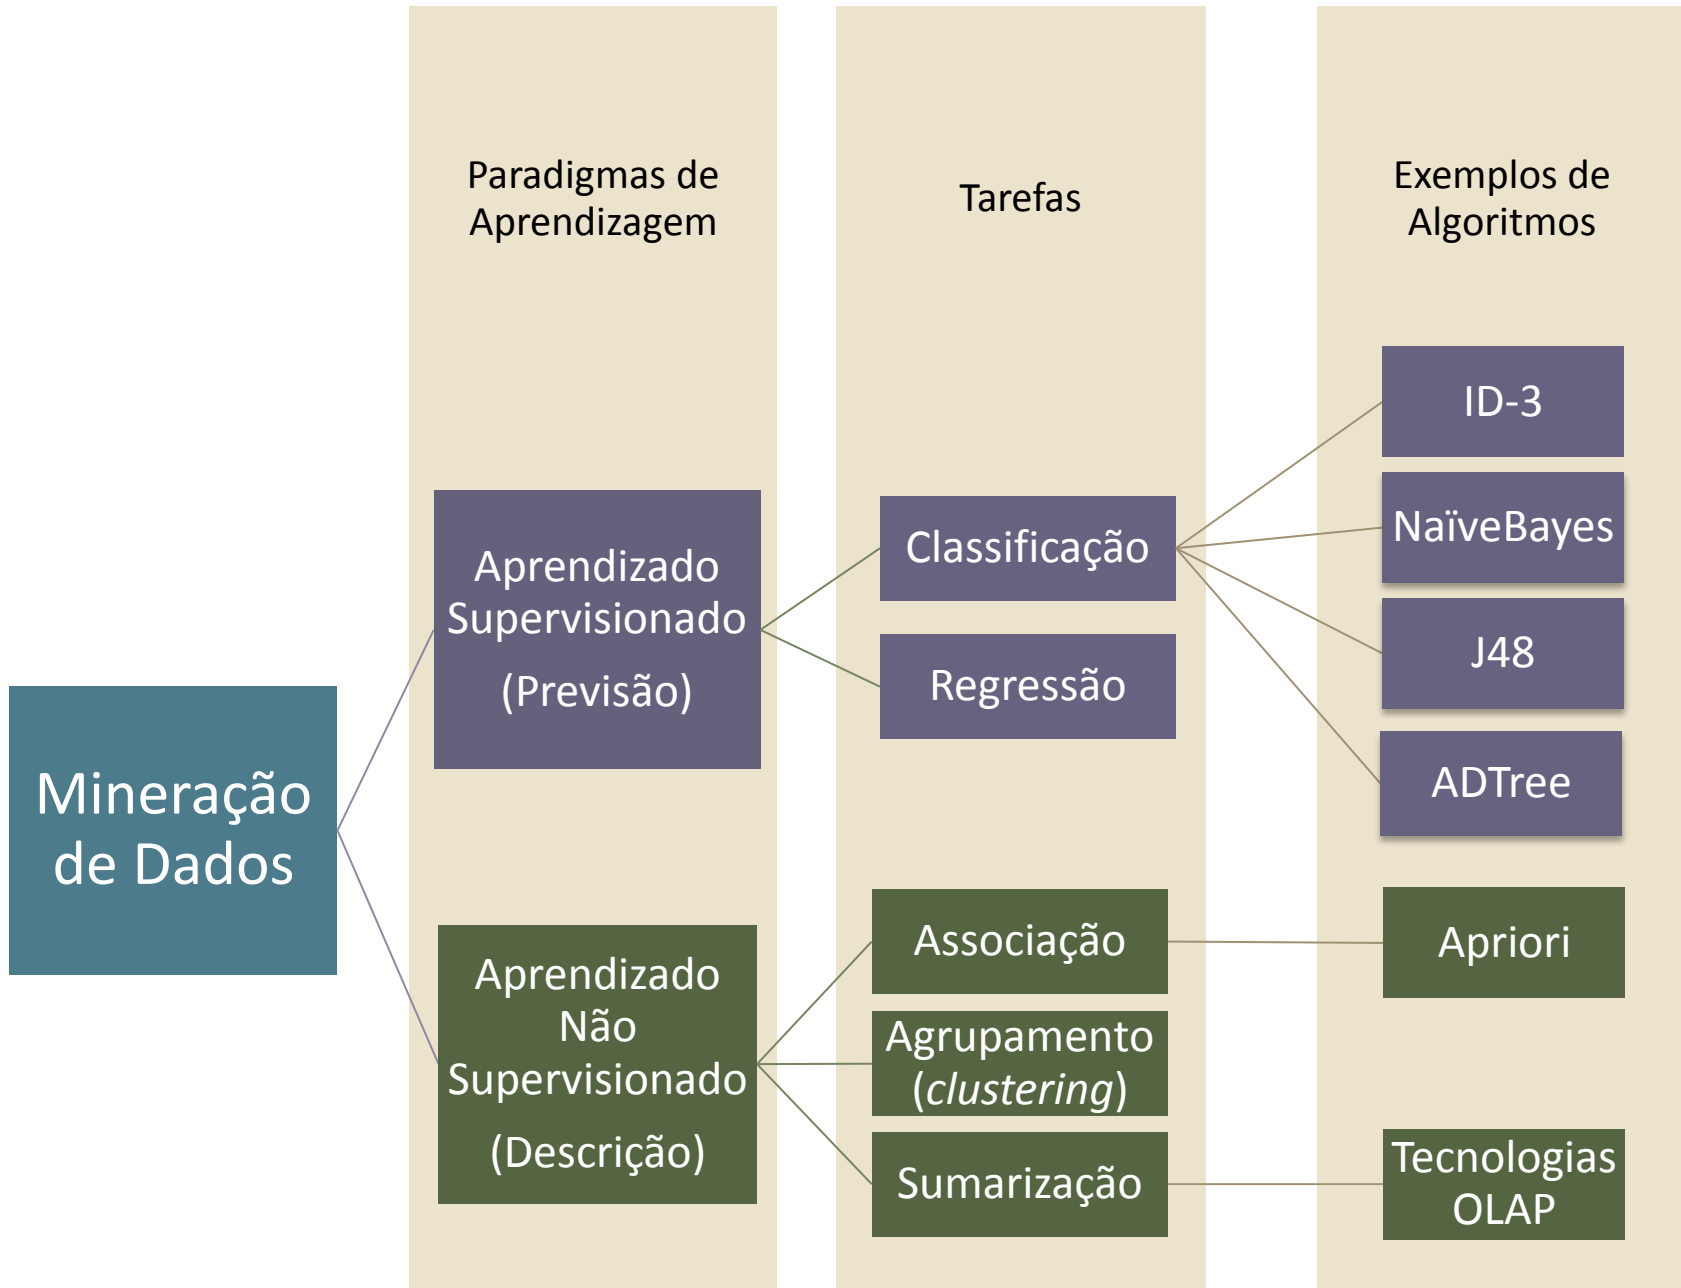 Paradigmas de
Aprendizagem
Tarefas
Exemplos de
Algoritmos
Mineração
de Dados
Aprendizado
Supervisionado
(Previsão)
Classificação
Regressão
ID-3
NaïveBayes
J48
ADTree
Aprendizado
Não
Supervisionado
(Descrição)
Associação
Agrupamento
(clustering)
Sumarização
Apriori
Tecnologias
OLAP